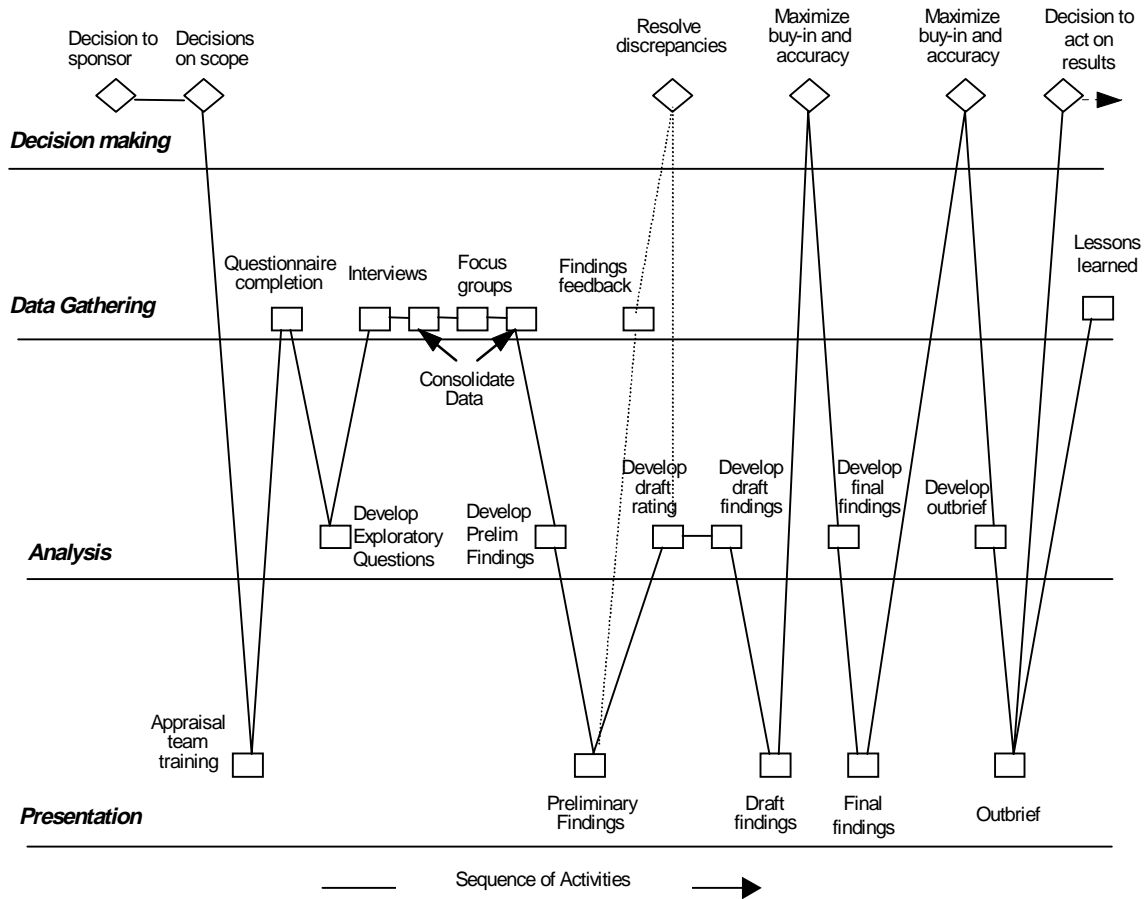 Decision to
sponsor
Decisions
on scope
Resolve
discrepancies
Maximize
buy-in and
accuracy
Maximize
buy-in and
accuracy
Decision to
act on
results
Decision making
Questionnaire
completion
Interviews
Focus
groups
Findings
feedback
Lessons
learned
Data Gathering
Consolidate
Data
Develop
Exploratory
Questions
Develop
Prelim
Findings
Develop
draft
rating
Develop
draft
findings
Develop
final
findings
Develop
outbrief
Analysis
Appraisal
team
training
Preliminary
Findings
Draft
findings
Final
findings
Outbrief
Presentation
Sequence of Activities